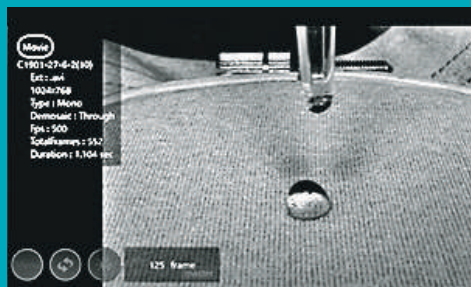 Movie
C1901-27-6-2(30)
Ext : .avi
1024x768
Type : Mono
Demosaic : Through
Fps : 500
Totalframes : 552
Duration : 1,104 sec
125 frame